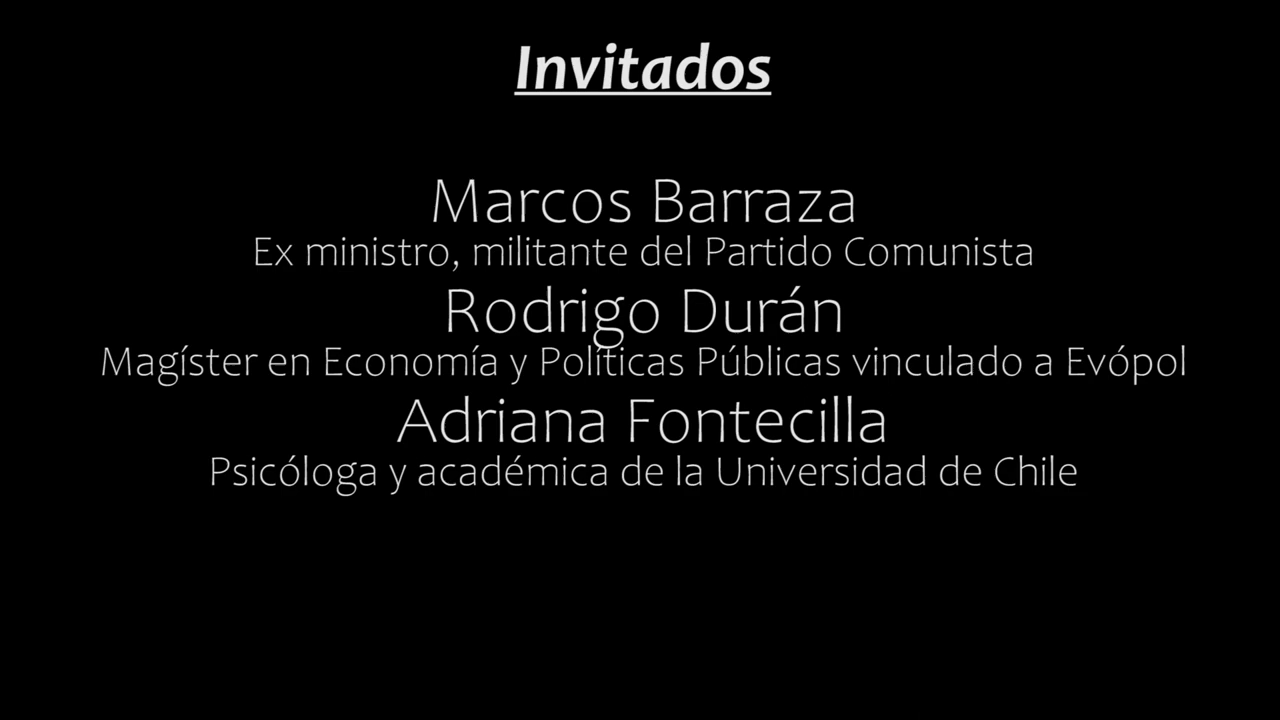 Invitados
Marcos Barraza
Ex ministro, militante del Partido Comunista
Rodrigo Durán
Magíster en Economía y Políticas Públicas vinculado a Evópol
Adriana Fontecilla
Psicóloga y académica de la Universidad de Chile